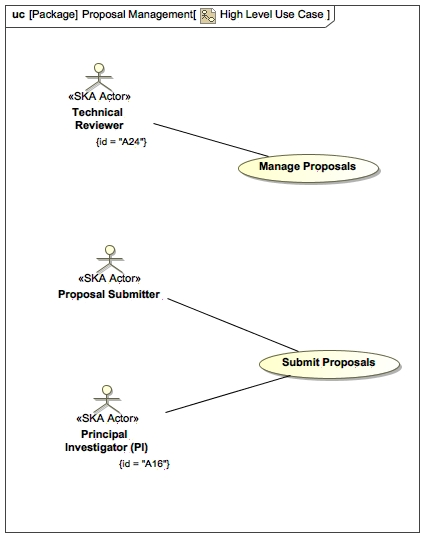 uc [Package] Proposal Management[ High Level Use Case ]
«SKA Actor»
Technical
Reviewer
{id = "A24"}
Manage Proposals
«SKA Actor»
Proposal Submitter
Submit Proposals
«SKA Actor»
Principal
Investigator (PI)
{id = "A16"}